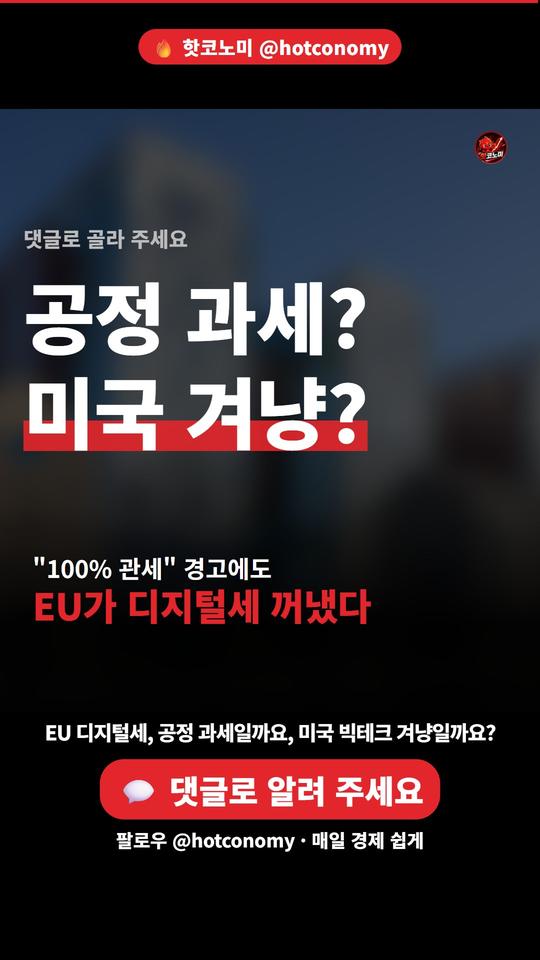 핫코노미 @hotconomy
코노미
댓글로 골라 주세요
공정 과세?
미국 겨냥?
"100% 관세" 경고에도
EU가 디지털세 꺼냈다
EU 디지털세, 공정 과세일까요, 미국 빅테크 겨냥일까요?
댓글로 알려 주세요
팔로우 @hotconomy · 매일 경제 쉽게